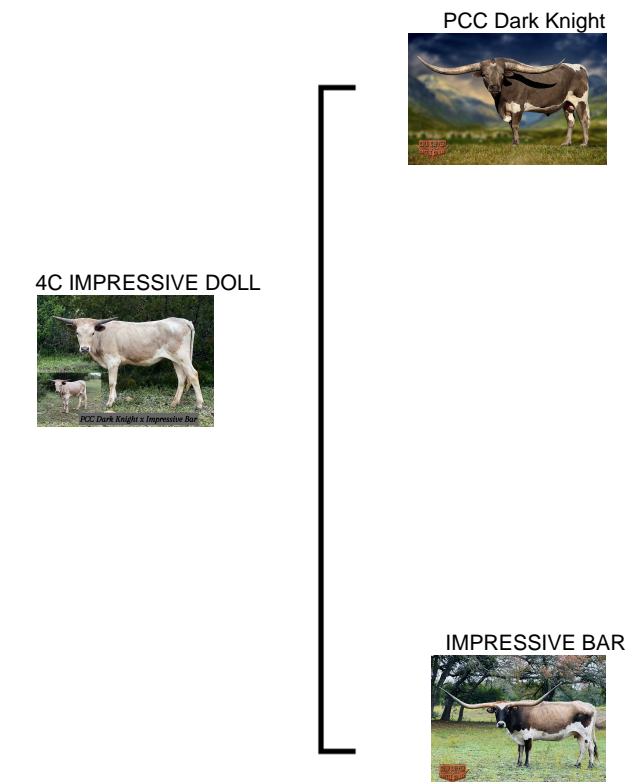 PCC Dark Knight
4C IMPRESSIVE DOLL
PCC Dark Knight x Impressive Bar
IMPRESSIVE BAR